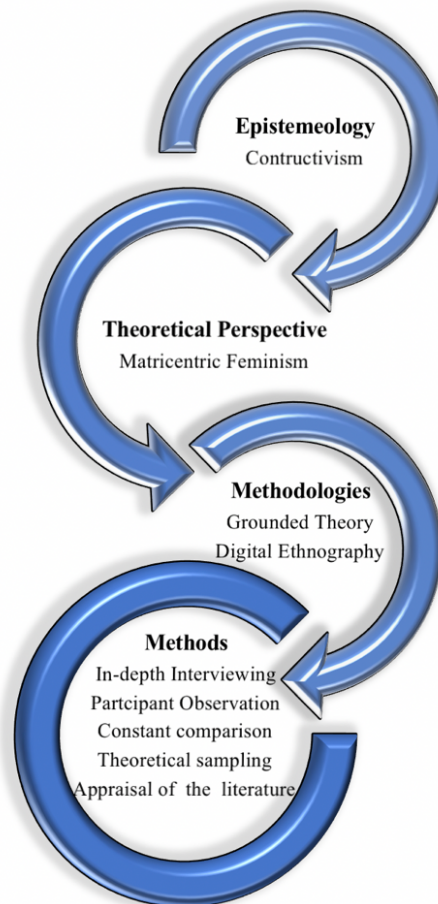 Epistemeology
Contructivism
Theoretical Perspective
Matricentric Feminism
Methodologies
Grounded Theory
Digital Ethnography
Methods
In-depth Interviewing
Partcipant Observation
Constant comparison
Theoretical sampling
Appraisal of the literature